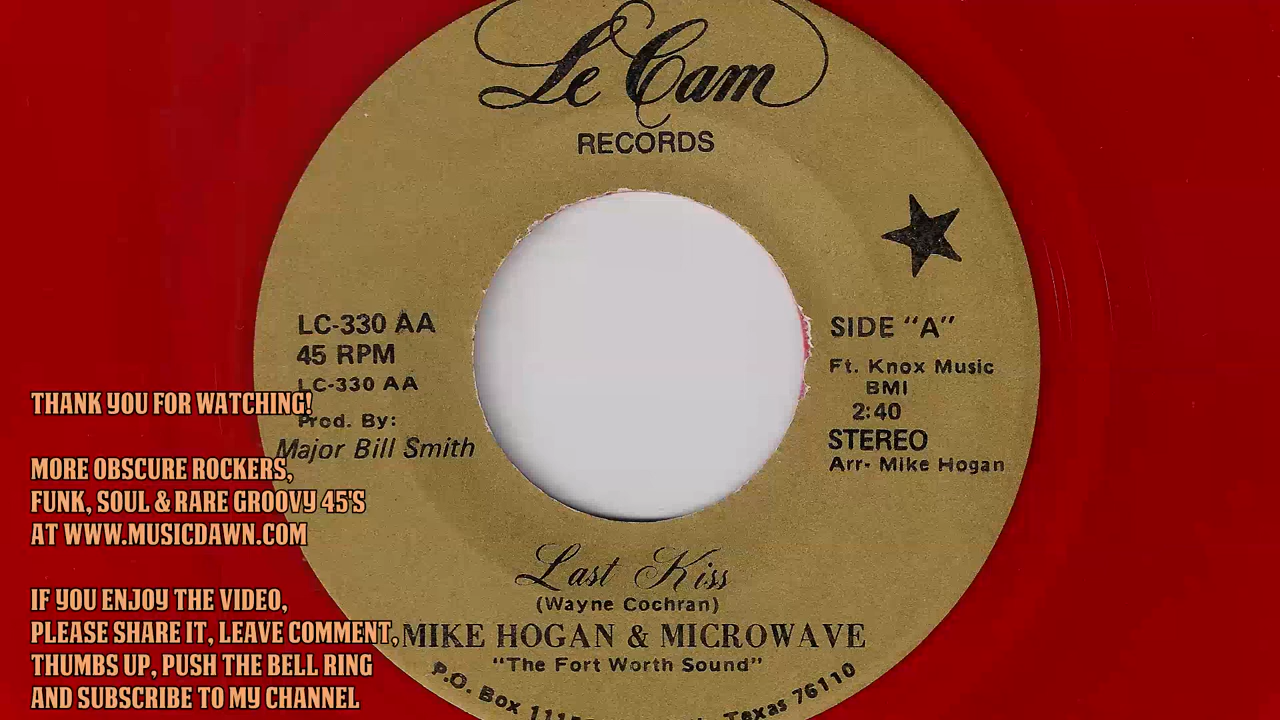 Le Cam
RECORDS
LC-330 AA
45 RPM
LC-330 AA
Prod. By:
Major Bill Smith
SIDE "A"
Ft. Knox Music
BMI
2:40
STEREO
Arr- Mike Hogan
Last Kiss
(Wayne Cochran)
MIKE HOGAN & MICROWAVE
"The Fort Worth Sound"
P.O. Box Texas 76110
THANK YOU FOR WATCHING!
MORE OBSCURE ROCKERS,
FUNK, SOUL & RARE GROOVY 45'S
AT WWW.MUSICDAWN.COM
IF YOU ENJOY THE VIDEO,
PLEASE SHARE IT, LEAVE COMMENT,
THUMBS UP, PUSH THE BELL RING
AND SUBSCRIBE TO MY CHANNEL